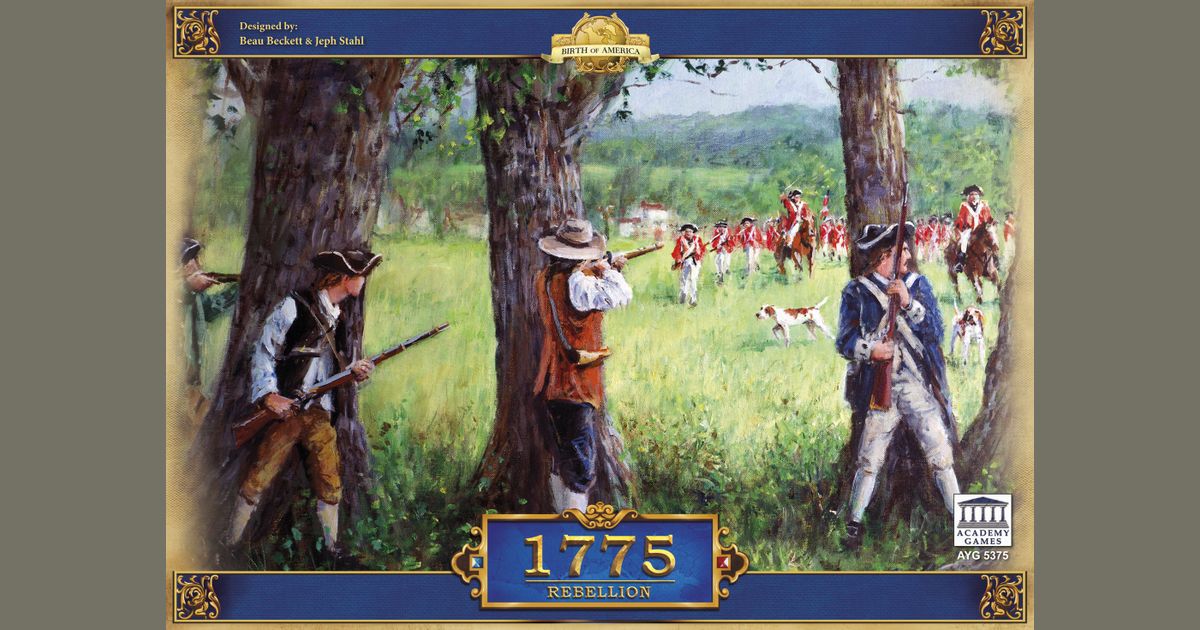 Designed by:
Beau Beckett & Jeph Stahl
BIRTH OF AMERICA
ACADEMY
GAMES
AYG 5375
1775
REBELLION